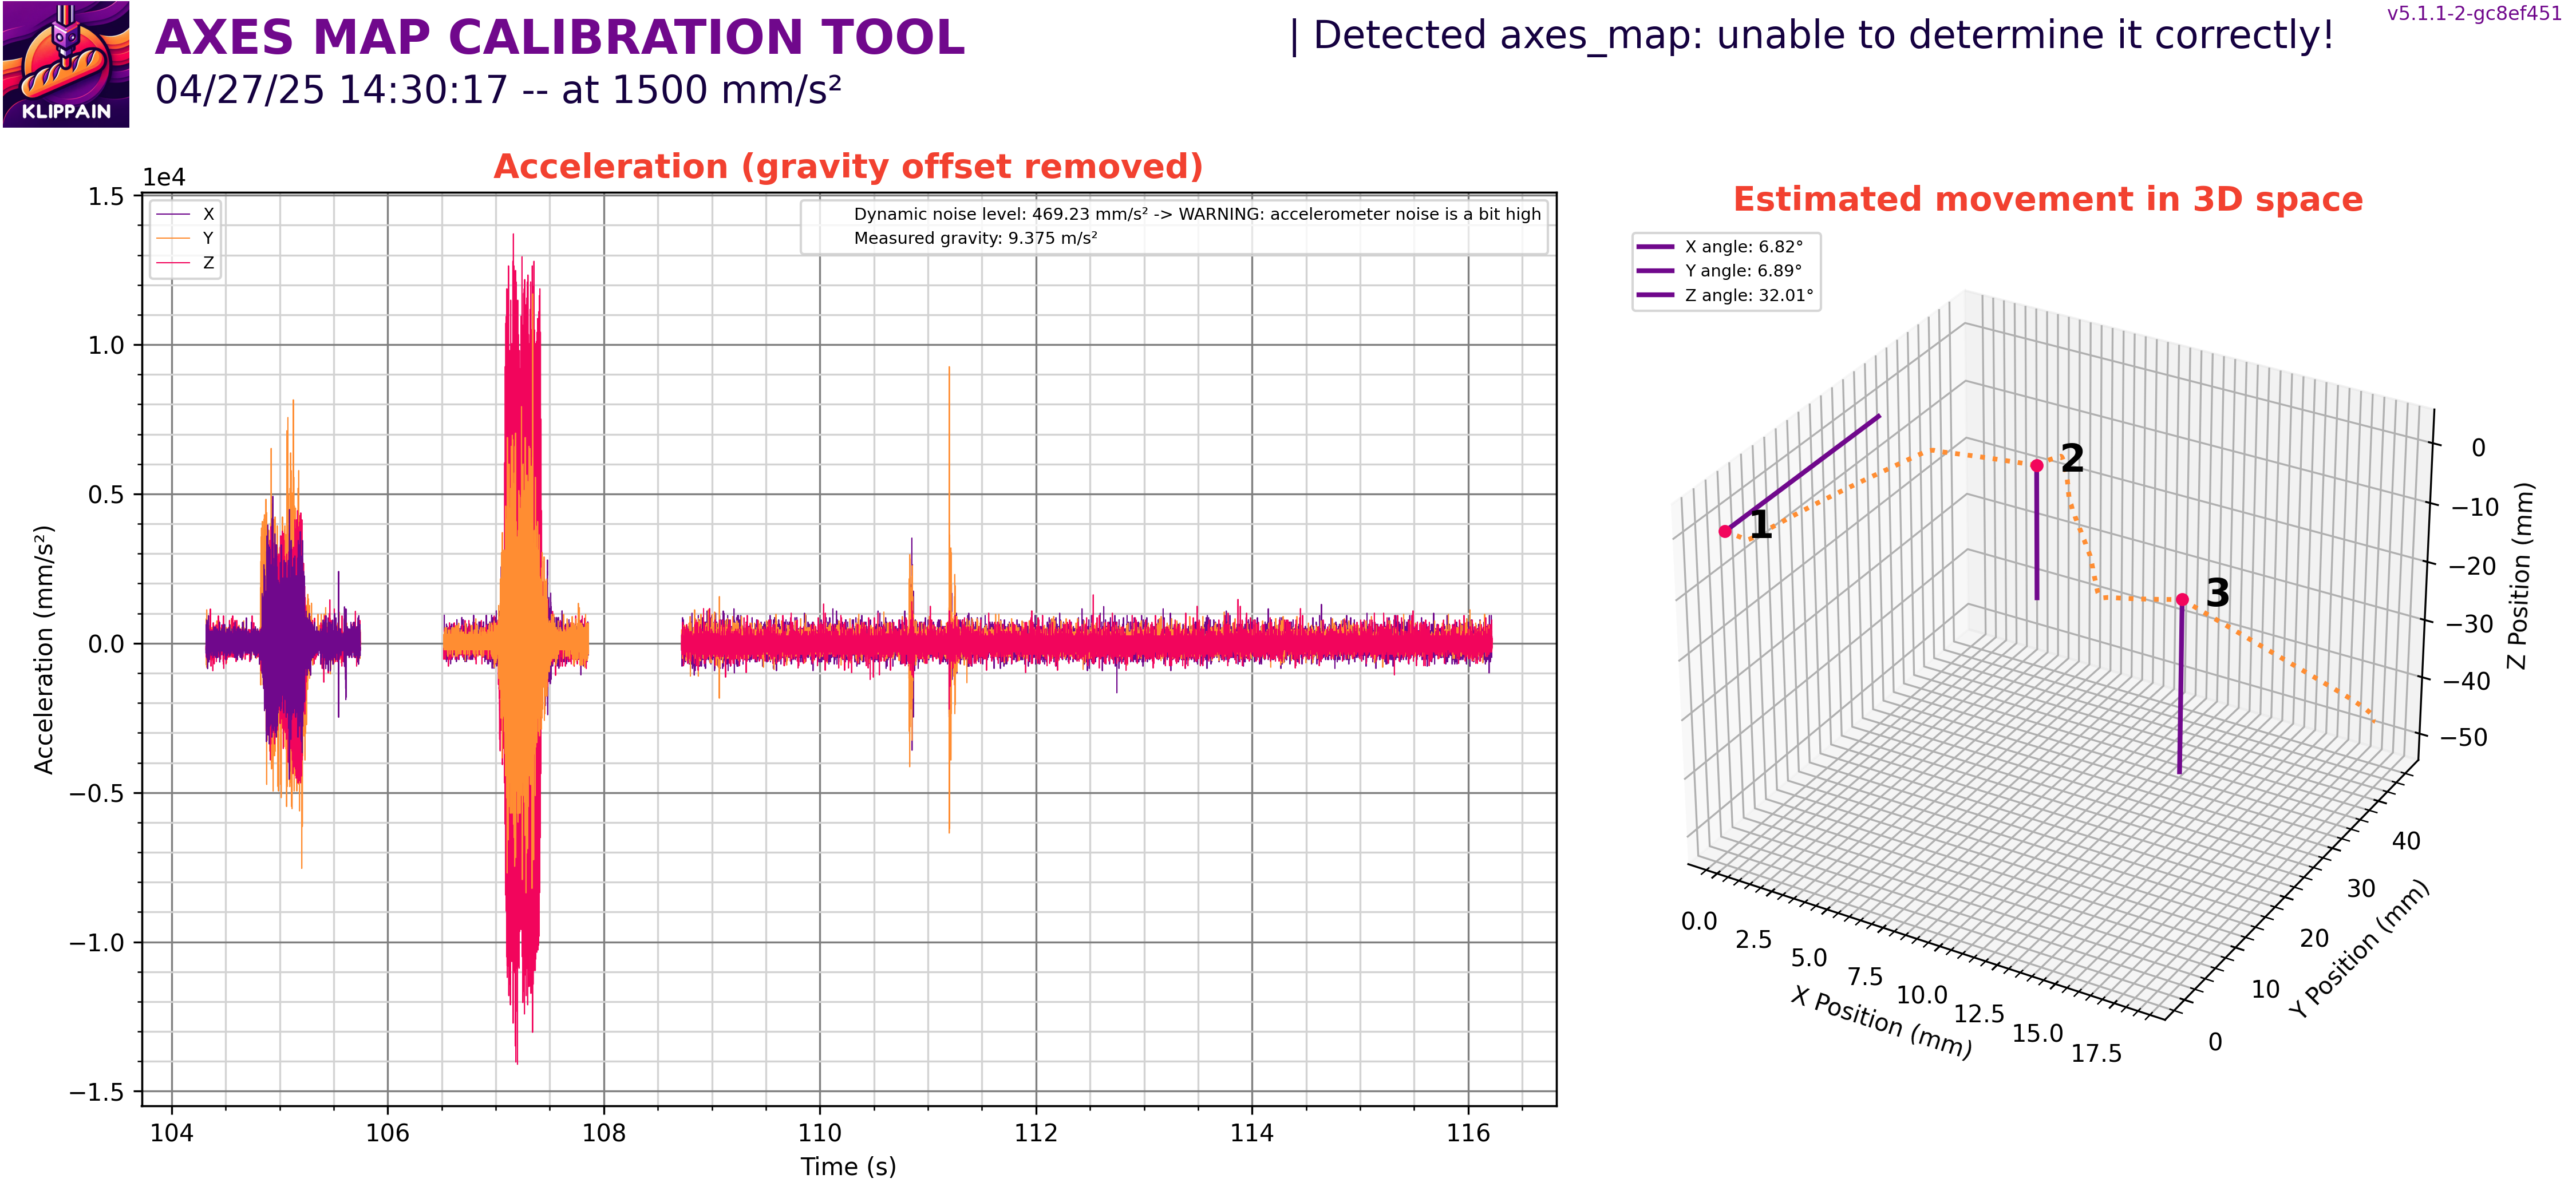 KLIPPAIN
AXES MAP CALIBRATION TOOL
04/27/25 14:30:17 -- at 1500 mm/s²
| Detected axes_map: unable to determine it correctly!
v5.1.1-2-gc8ef451
Acceleration (gravity offset removed)
1e4
X
Y
Z
Dynamic noise level: 469.23 mm/s² -> WARNING: accelerometer noise is a bit high
Measured gravity: 9.375 m/s²
1.5
1.0
0.5
0.0
−0.5
−1.0
−1.5
Acceleration (mm/s²)
104
106
108
110
112
114
116
Time (s)
Estimated movement in 3D space
X angle: 6.82°
Y angle: 6.89°
Z angle: 32.01°
1
2
3
0
−10
−20
−30
−40
−50
Z Position (mm)
0.0
2.5
5.0
7.5
10.0
12.5
15.0
17.5
X Position (mm)
0
10
20
30
40
Y Position (mm)